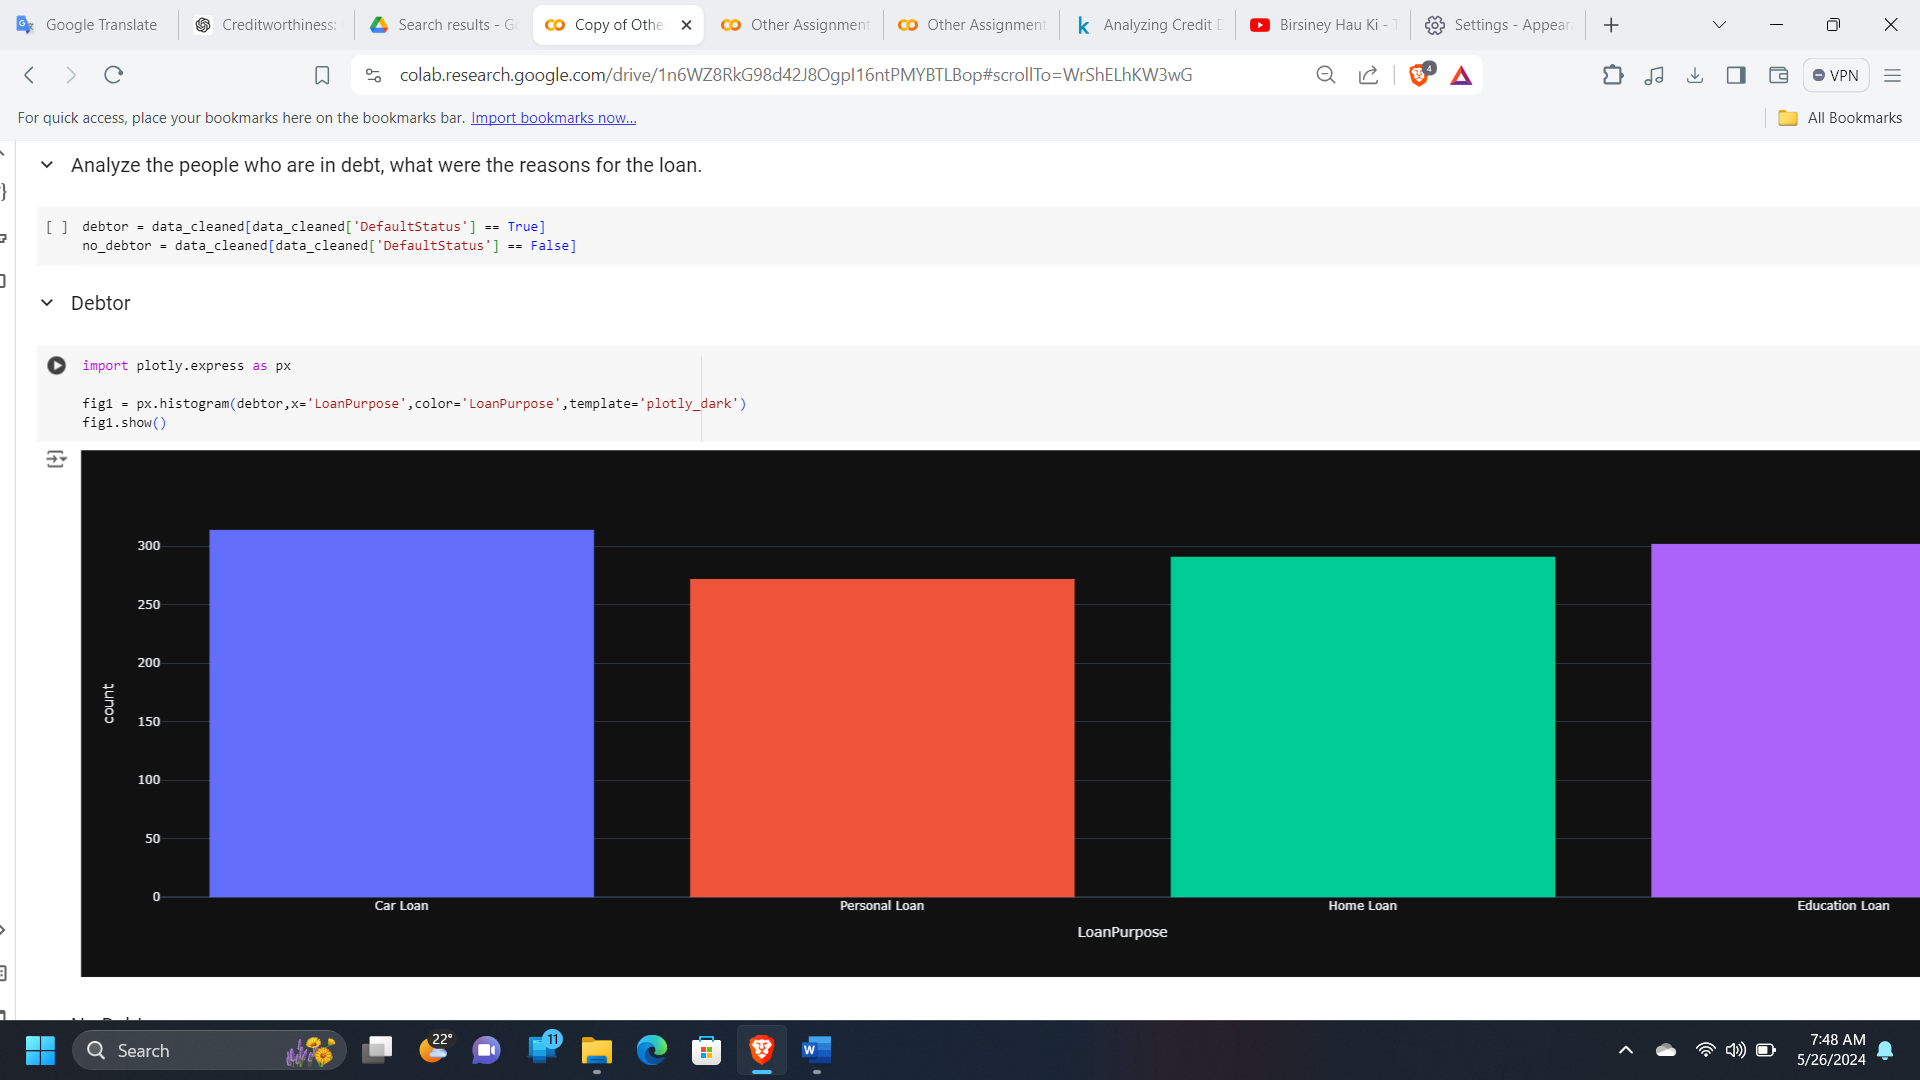 Google Translate
Creditworthiness:
Search results - Go
Copy of Othe
Other Assignment
Other Assignment
Analyzing Credit D
Birsiney Hau Ki - T
Settings - Appear
colab.research.google.com/drive/1n6WZ8RkG98d42J8OgpI16ntPMYBTLBop#scrollTo=WrShELhKW3wG
4
VPN
For quick access, place your bookmarks here on the bookmarks bar. Import bookmarks now...
All Bookmarks
Analyze the people who are in debt, what were the reasons for the loan.
[ ] debtor = data_cleaned[data_cleaned['DefaultStatus'] == True]
no_debtor = data_cleaned[data_cleaned['DefaultStatus'] == False]
Debtor
import plotly.express as px
fig1 = px.histogram(debtor,x='LoanPurpose',color='LoanPurpose',template='plotly_dark')
fig1.show()
300
250
200
150
100
50
0
count
Car Loan
Personal Loan
Home Loan
Education Loan
LoanPurpose
Search
22°
11
7:48 AM
5/26/2024